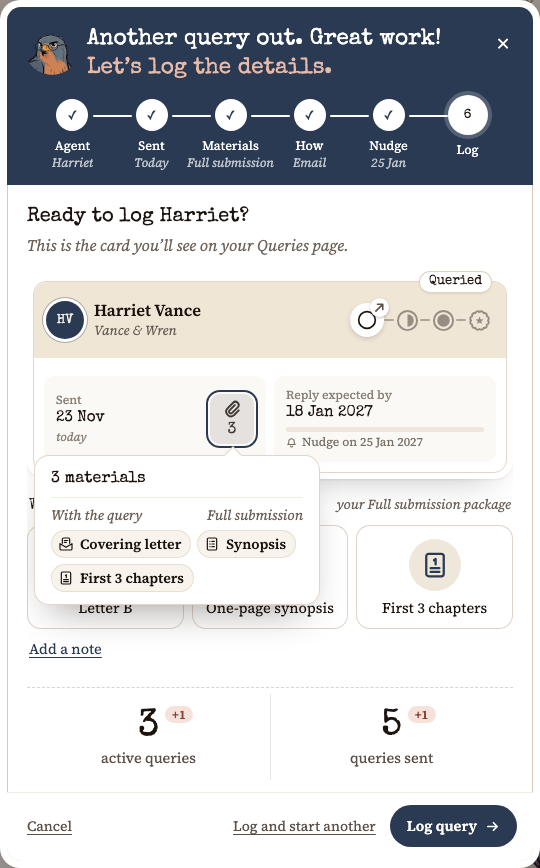 Another query out. Great work!
Let's log the details.
6
Agent
Harriet
Sent
Today
Materials
Full submission
How
Email
Nudge
25 Jan
Log
Ready to log Harriet?
This is the card you'll see on your Queries page.
Queried
HV
Harriet Vance
Vance & Wren
Sent
23 Nov
today
3
Reply expected by
18 Jan 2027
Nudge on 25 Jan 2027
3 materials
With the query
Full submission
Covering letter
Synopsis
First 3 chapters
your Full submission package
Letter B
One-page synopsis
1
First 3 chapters
Add a note
3 +1
active queries
5 +1
queries sent
Cancel
Log and start another
Log query →